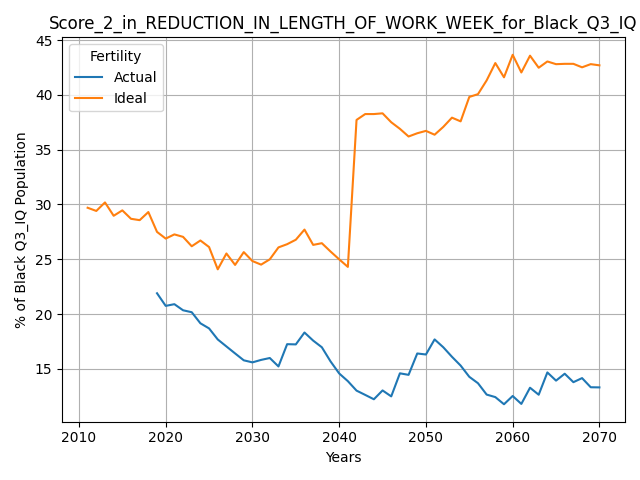 Score_2_in_REDUCTION_IN_LENGTH_OF_WORK_WEEK_for_Black_Q3_IQ
Fertility
Actual
Ideal
% of Black Q3_IQ Population
45
40
35
30
25
20
15
2010 2020 2030 2040 2050 2060 2070
Years